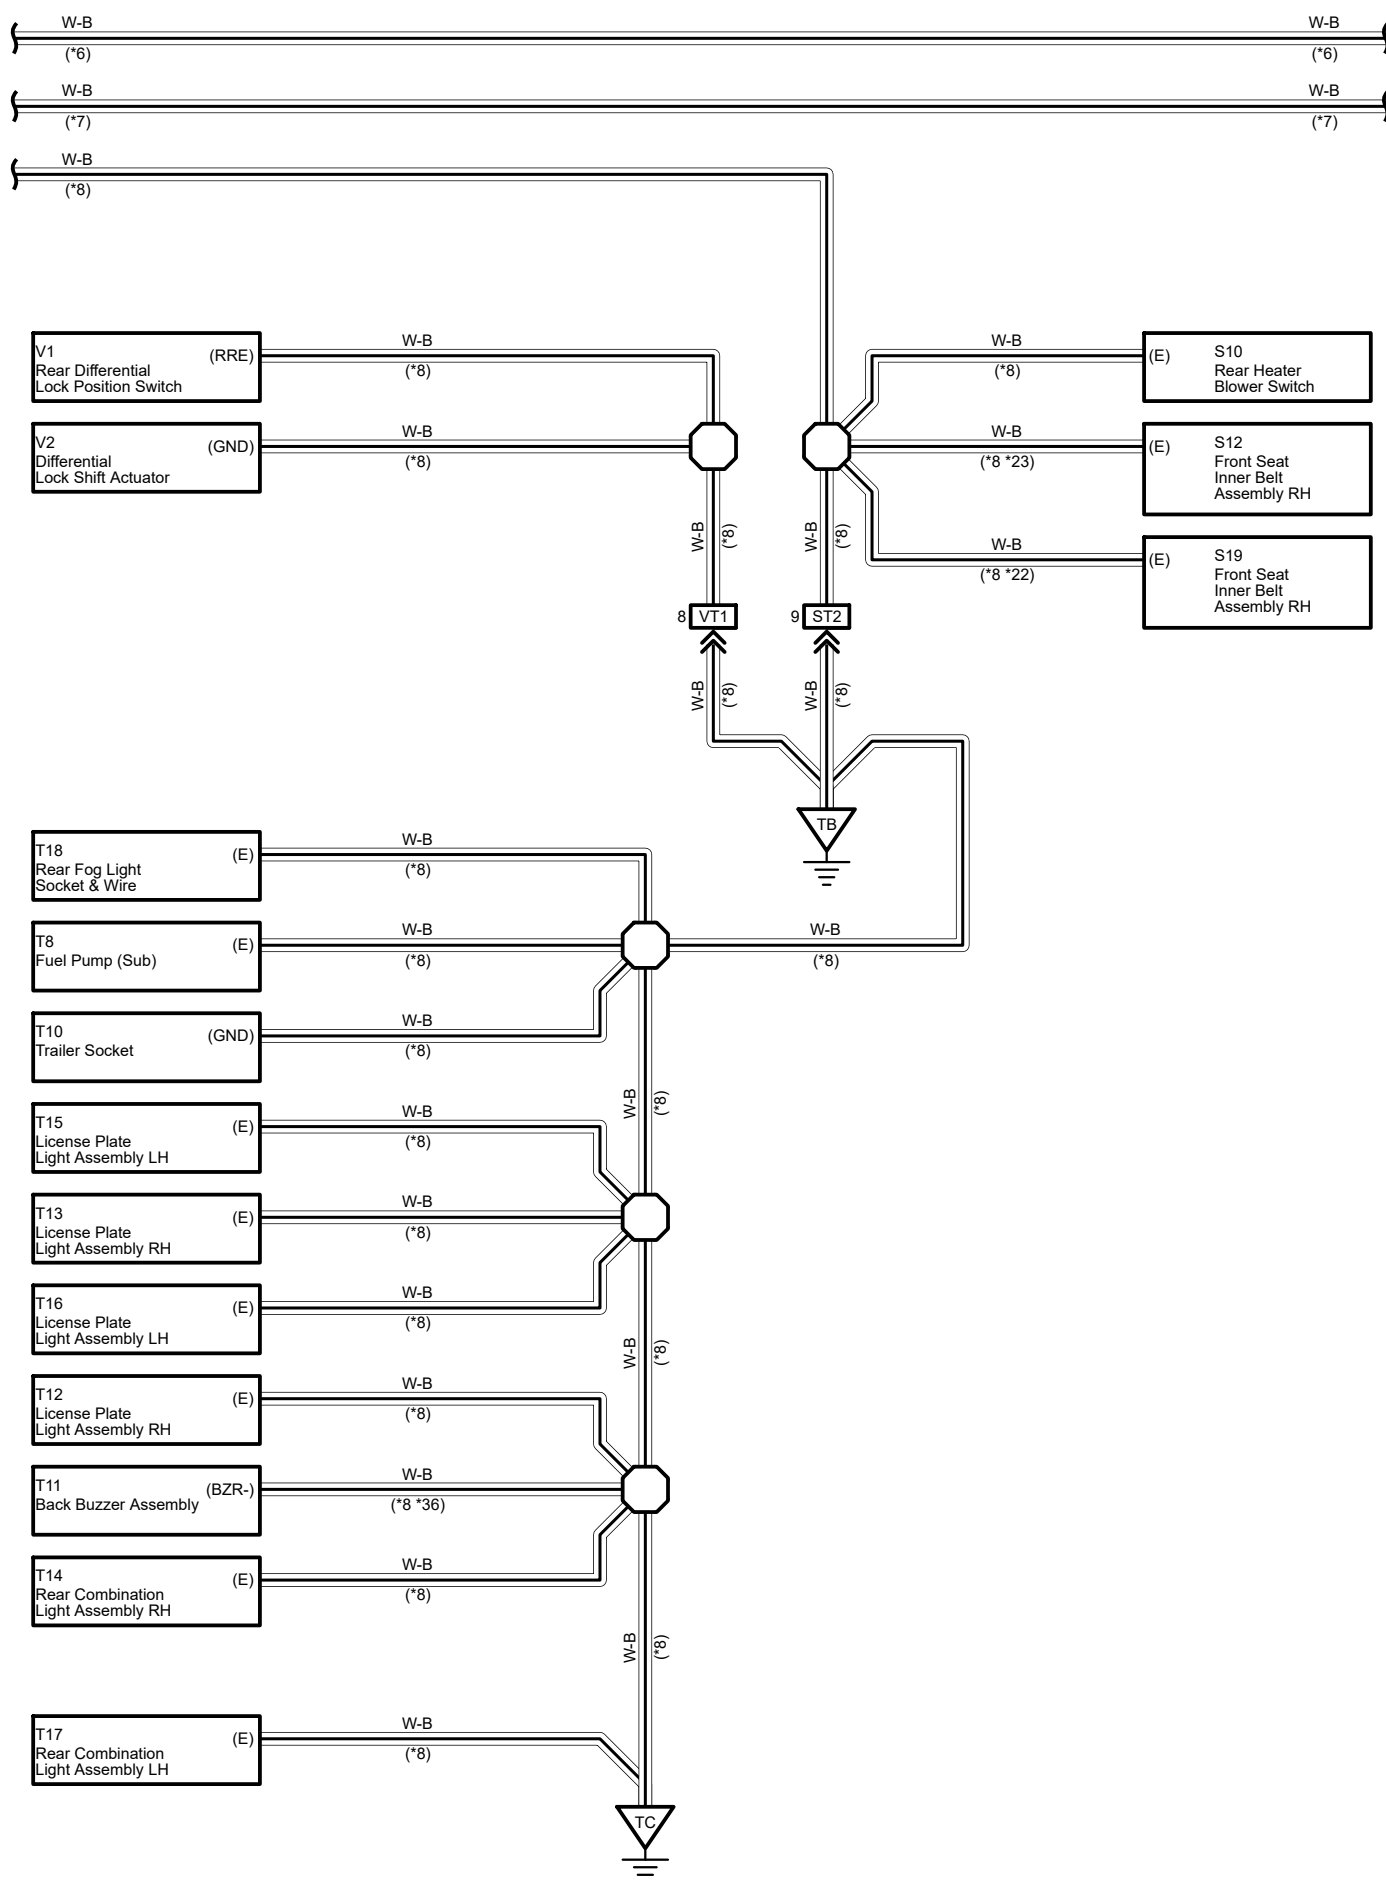 W-B
W-B
(*6)
(*6)
W-B
W-B
(*7)
(*7)
W-B
(*8)
V1
Rear Differential
Lock Position Switch
(RRE)
W-B
(*8)
W-B
(*8)
(E)
S10
Rear Heater
Blower Switch
V2
Differential
Lock Shift Actuator
(GND)
W-B
(*8)
W-B
(*8 *23)
(E)
S12
Front Seat
Inner Belt
Assembly RH
W-B
(*8)
W-B
(*8)
W-B
(*8 *22)
(E)
S19
Front Seat
Inner Belt
Assembly RH
8
VT1
9
ST2
W-B
(*8)
W-B
(*8)
TB
T18
Rear Fog Light
Socket & Wire
(E)
W-B
(*8)
T8
Fuel Pump (Sub)
(E)
W-B
(*8)
W-B
(*8)
T10
Trailer Socket
(GND)
W-B
(*8)
W-B
(*8)
T15
License Plate
Light Assembly LH
(E)
W-B
(*8)
T13
License Plate
Light Assembly RH
(E)
W-B
(*8)
T16
License Plate
Light Assembly LH
(E)
W-B
(*8)
W-B
(*8)
T12
License Plate
Light Assembly RH
(E)
W-B
(*8)
T11
Back Buzzer Assembly
(BZR-)
W-B
(*8 *36)
T14
Rear Combination
Light Assembly RH
(E)
W-B
(*8)
W-B
(*8)
T17
Rear Combination
Light Assembly LH
(E)
W-B
(*8)
TC